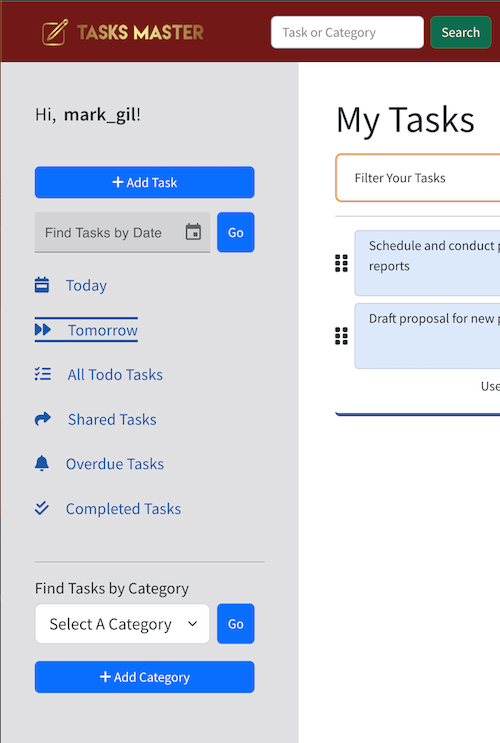 TASKS MASTER
Task or Category
Search
Hi, mark_gil!
Add Task
Find Tasks by Date
Go
Today
Tomorrow
All Todo Tasks
Shared Tasks
Overdue Tasks
Completed Tasks
Find Tasks by Category
Select A Category
Go
Add Category
My Tasks
Filter Your Tasks
Schedule and conduct
reports
Draft proposal for new